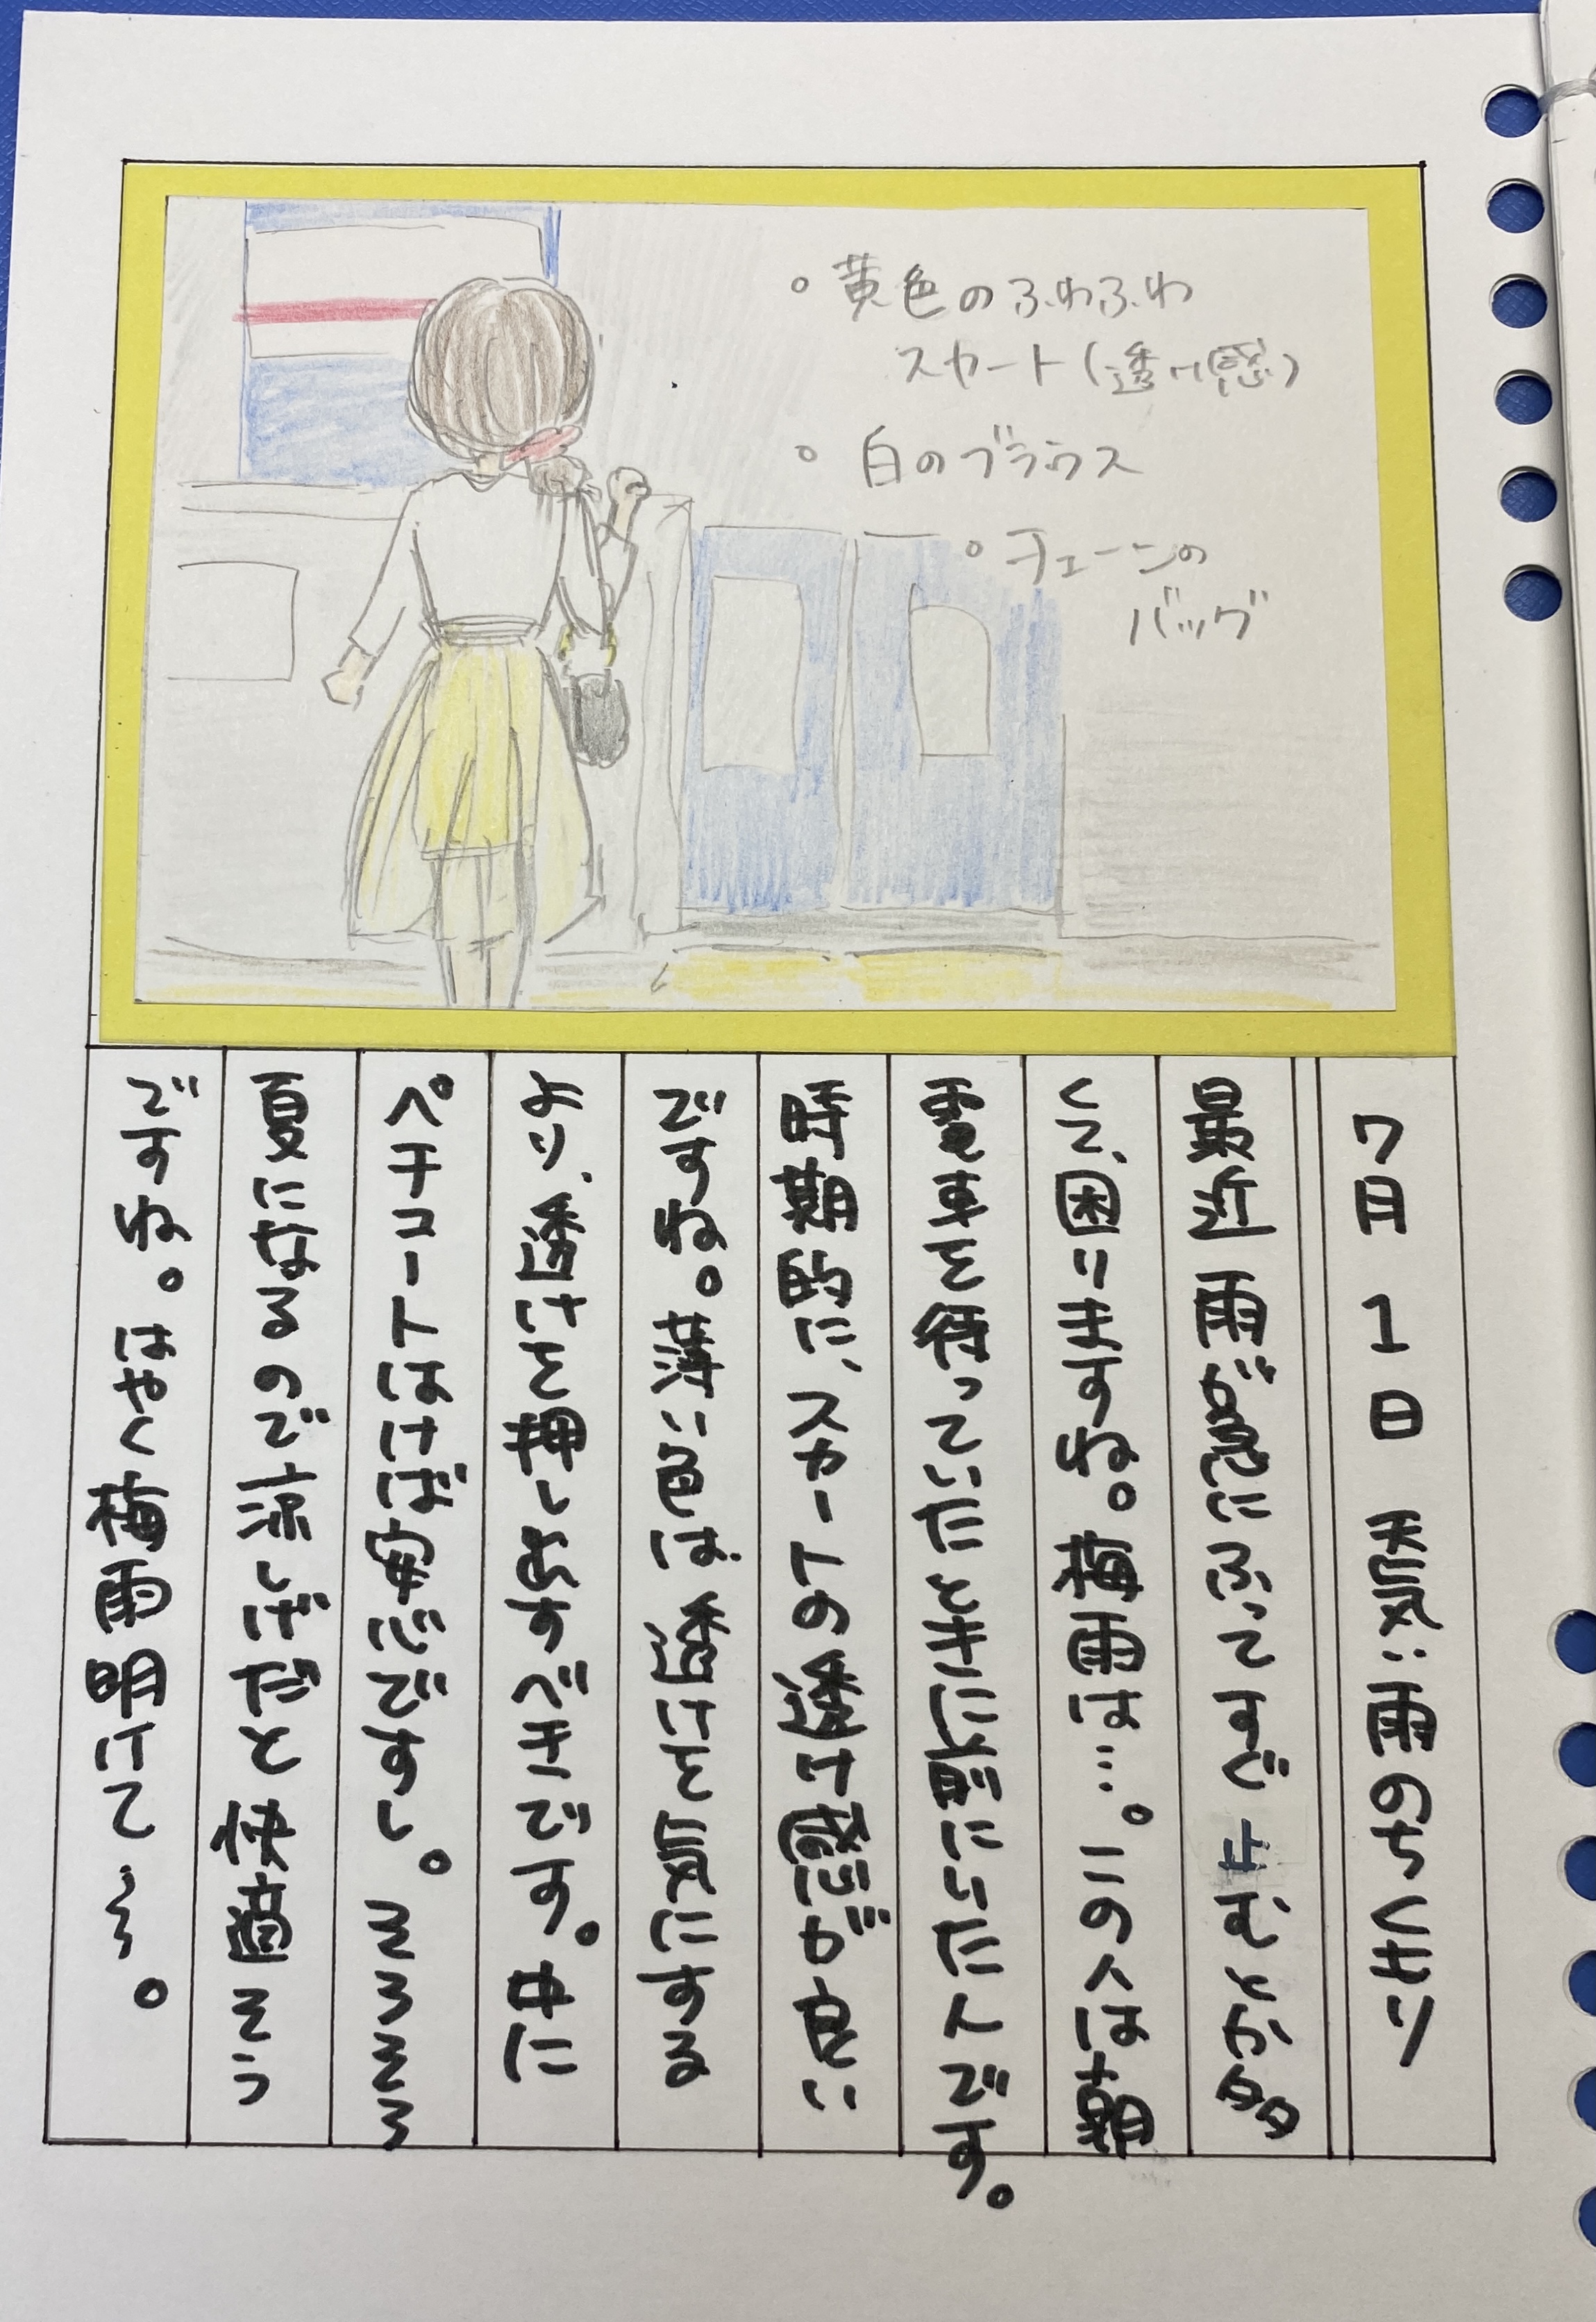 。黄色のふわふわ
スカート(透け感)
。白のブラウス
。チェーンの
バッグ
7月1日 天気:雨のちくもり
最近雨が急にふってすぐ止むとか多
くて、困りますね。梅雨は…。この人は朝
電車を待っていたときに駅にいた人です。
時期的に、スカートの透け感が良い
ですね。薄い色は透けを気にする
より、透けを推しめすべきです。中に
ペチコートはけば安心ですし。そろそろ
夏になるので涼しげだと快適そう
ですね。はやく梅雨明けて〜。